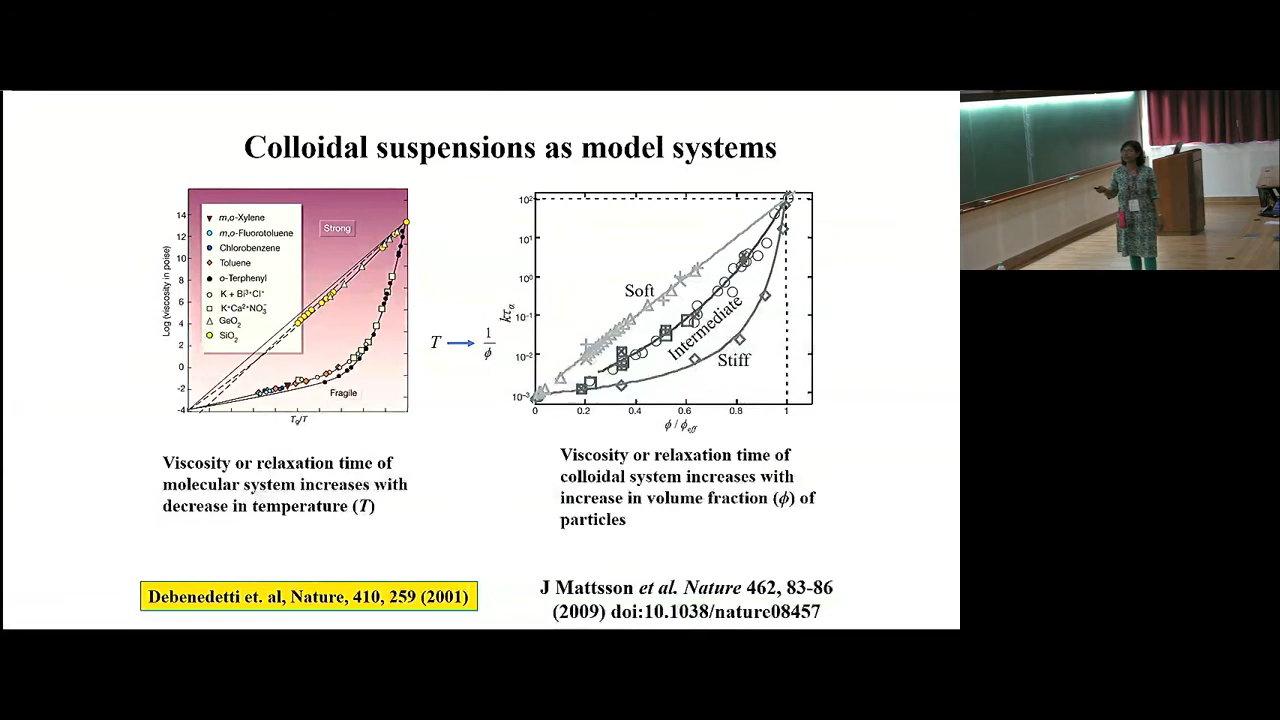 Colloidal suspensions as model systems
14
12
10
8
6
4
2
0
-2
-4
Log (viscosity in poise)
m,o-Xylene
m,o-Fluorotoluene
Chlorobenzene
Toluene
o-Terphenyl
K + Bi³⁺Cl⁻
K⁺Ca²⁺NO₃⁻
GeO₂
SiO₂
Strong
Fragile
Tg/T
T → 1/ϕ
10²
10¹
10⁰
10⁻¹
10⁻²
10⁻³
kτα
Soft
Intermediate
Stiff
0 0.2 0.4 0.6 0.8 1
ϕ / ϕeff
Viscosity or relaxation time of
molecular system increases with
decrease in temperature (T)
Viscosity or relaxation time of
colloidal system increases with
increase in volume fraction (ϕ) of
particles
Debenedetti et. al, Nature, 410, 259 (2001)
J Mattsson et al. Nature 462, 83-86
(2009) doi:10.1038/nature08457